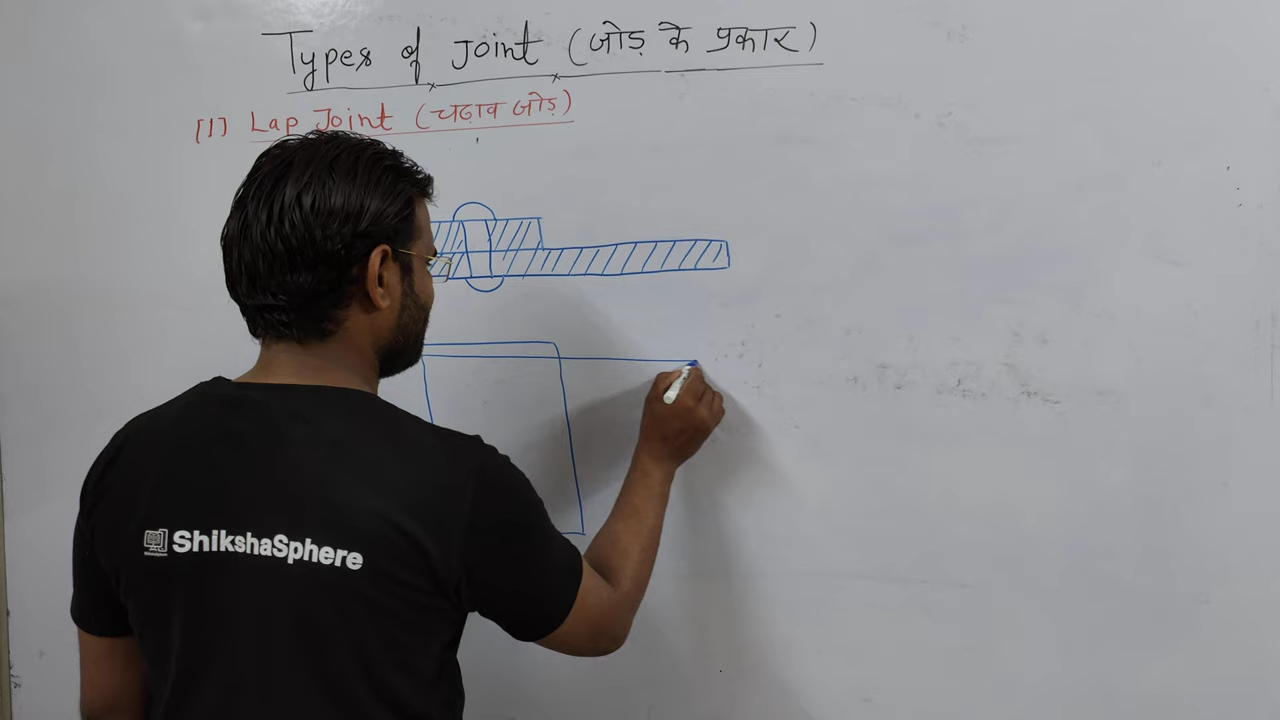 Types of Joint (जोड़ के प्रकार)
[1] Lap Joint (चढ़ाव जोड़)
ShikshaSphere